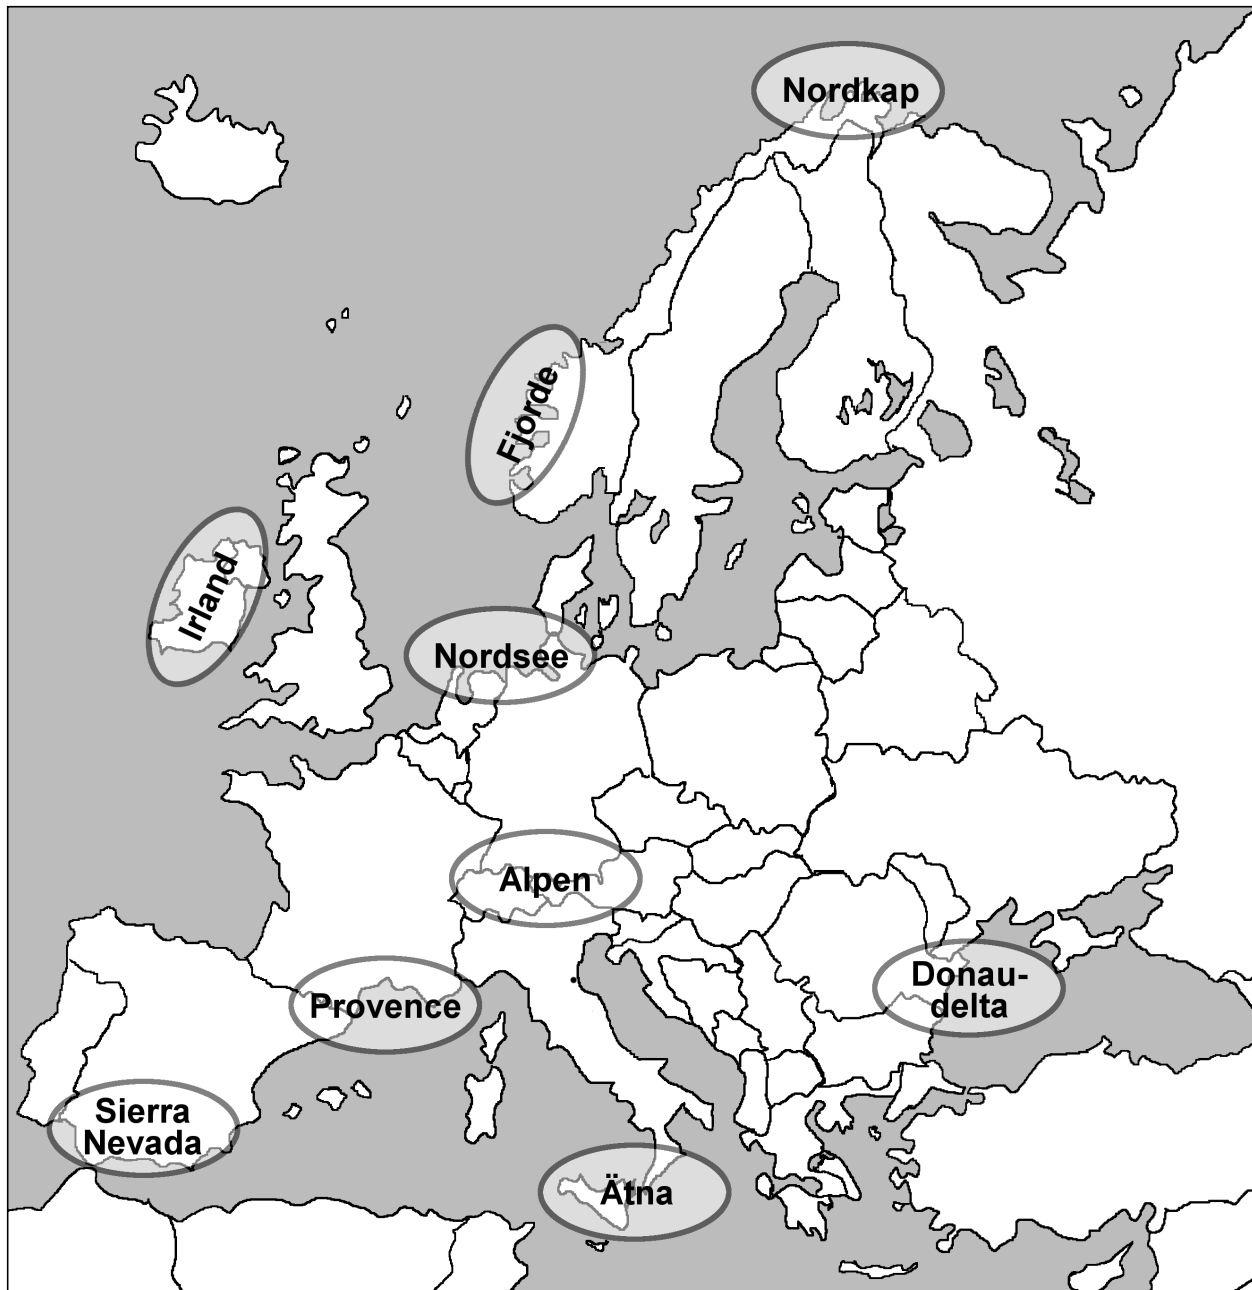 Nordkap
Fjorde
Irland
Nordsee
Alpen
Donau-
delta
Provence
Sierra
Nevada
Ätna